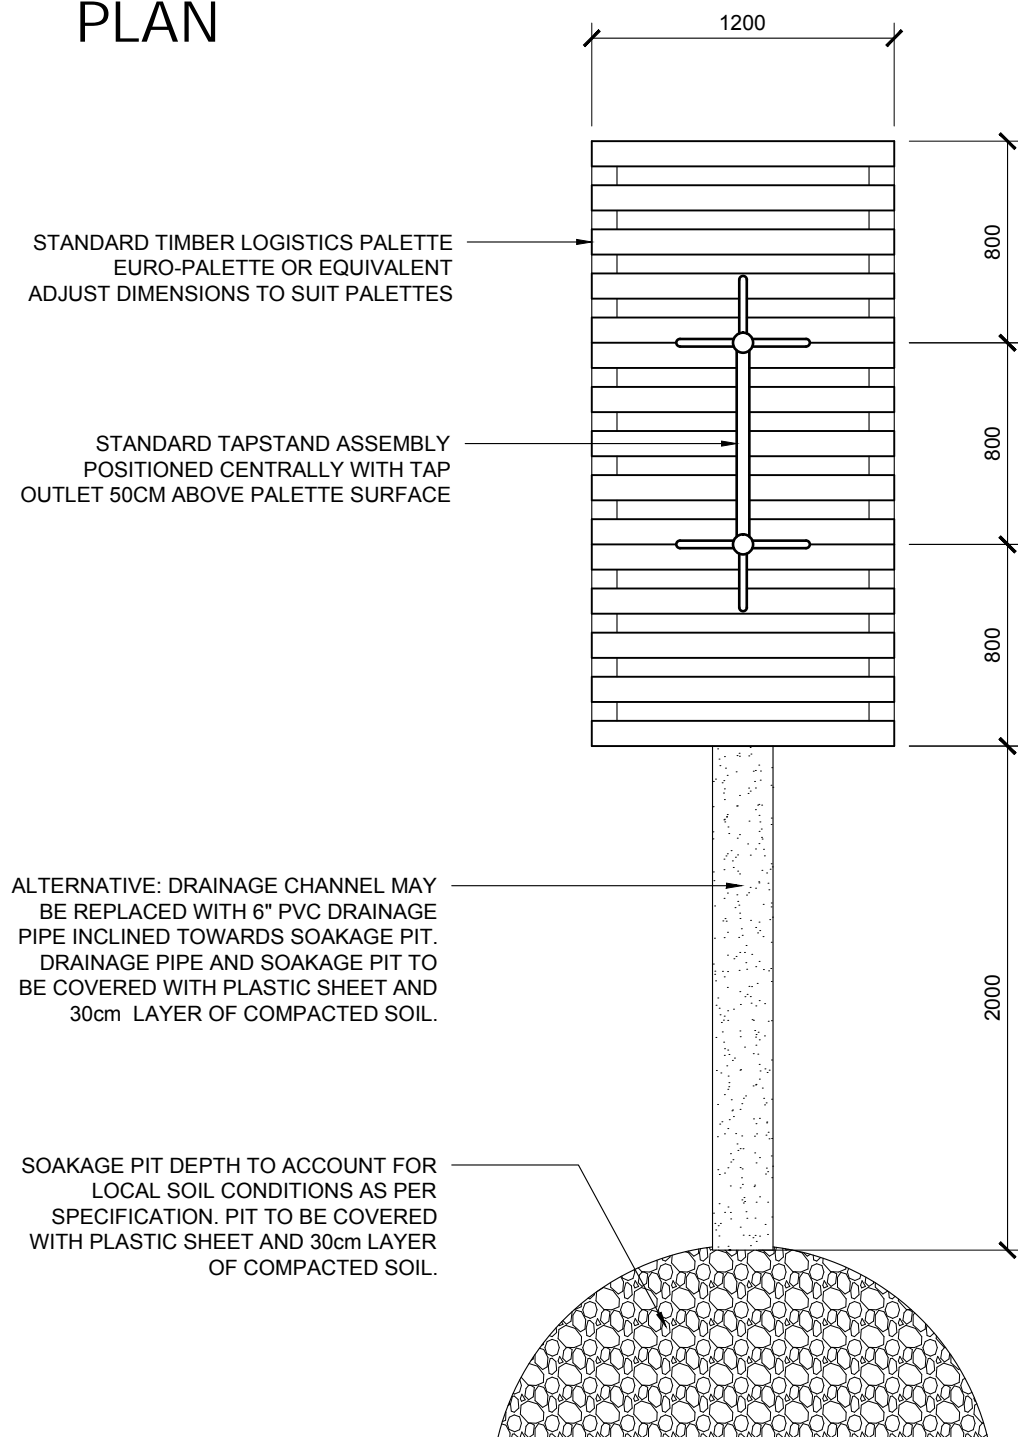 PLAN
1200
STANDARD TIMBER LOGISTICS PALETTE
EURO-PALETTE OR EQUIVALENT
ADJUST DIMENSIONS TO SUIT PALETTES
800
STANDARD TAPSTAND ASSEMBLY
POSITIONED CENTRALLY WITH TAP
OUTLET 50CM ABOVE PALETTE SURFACE
800
800
ALTERNATIVE: DRAINAGE CHANNEL MAY
BE REPLACED WITH 6" PVC DRAINAGE
PIPE INCLINED TOWARDS SOAKAGE PIT.
DRAINAGE PIPE AND SOAKAGE PIT TO
BE COVERED WITH PLASTIC SHEET AND
30cm LAYER OF COMPACTED SOIL.
2000
SOAKAGE PIT DEPTH TO ACCOUNT FOR
LOCAL SOIL CONDITIONS AS PER
SPECIFICATION. PIT TO BE COVERED
WITH PLASTIC SHEET AND 30cm LAYER
OF COMPACTED SOIL.